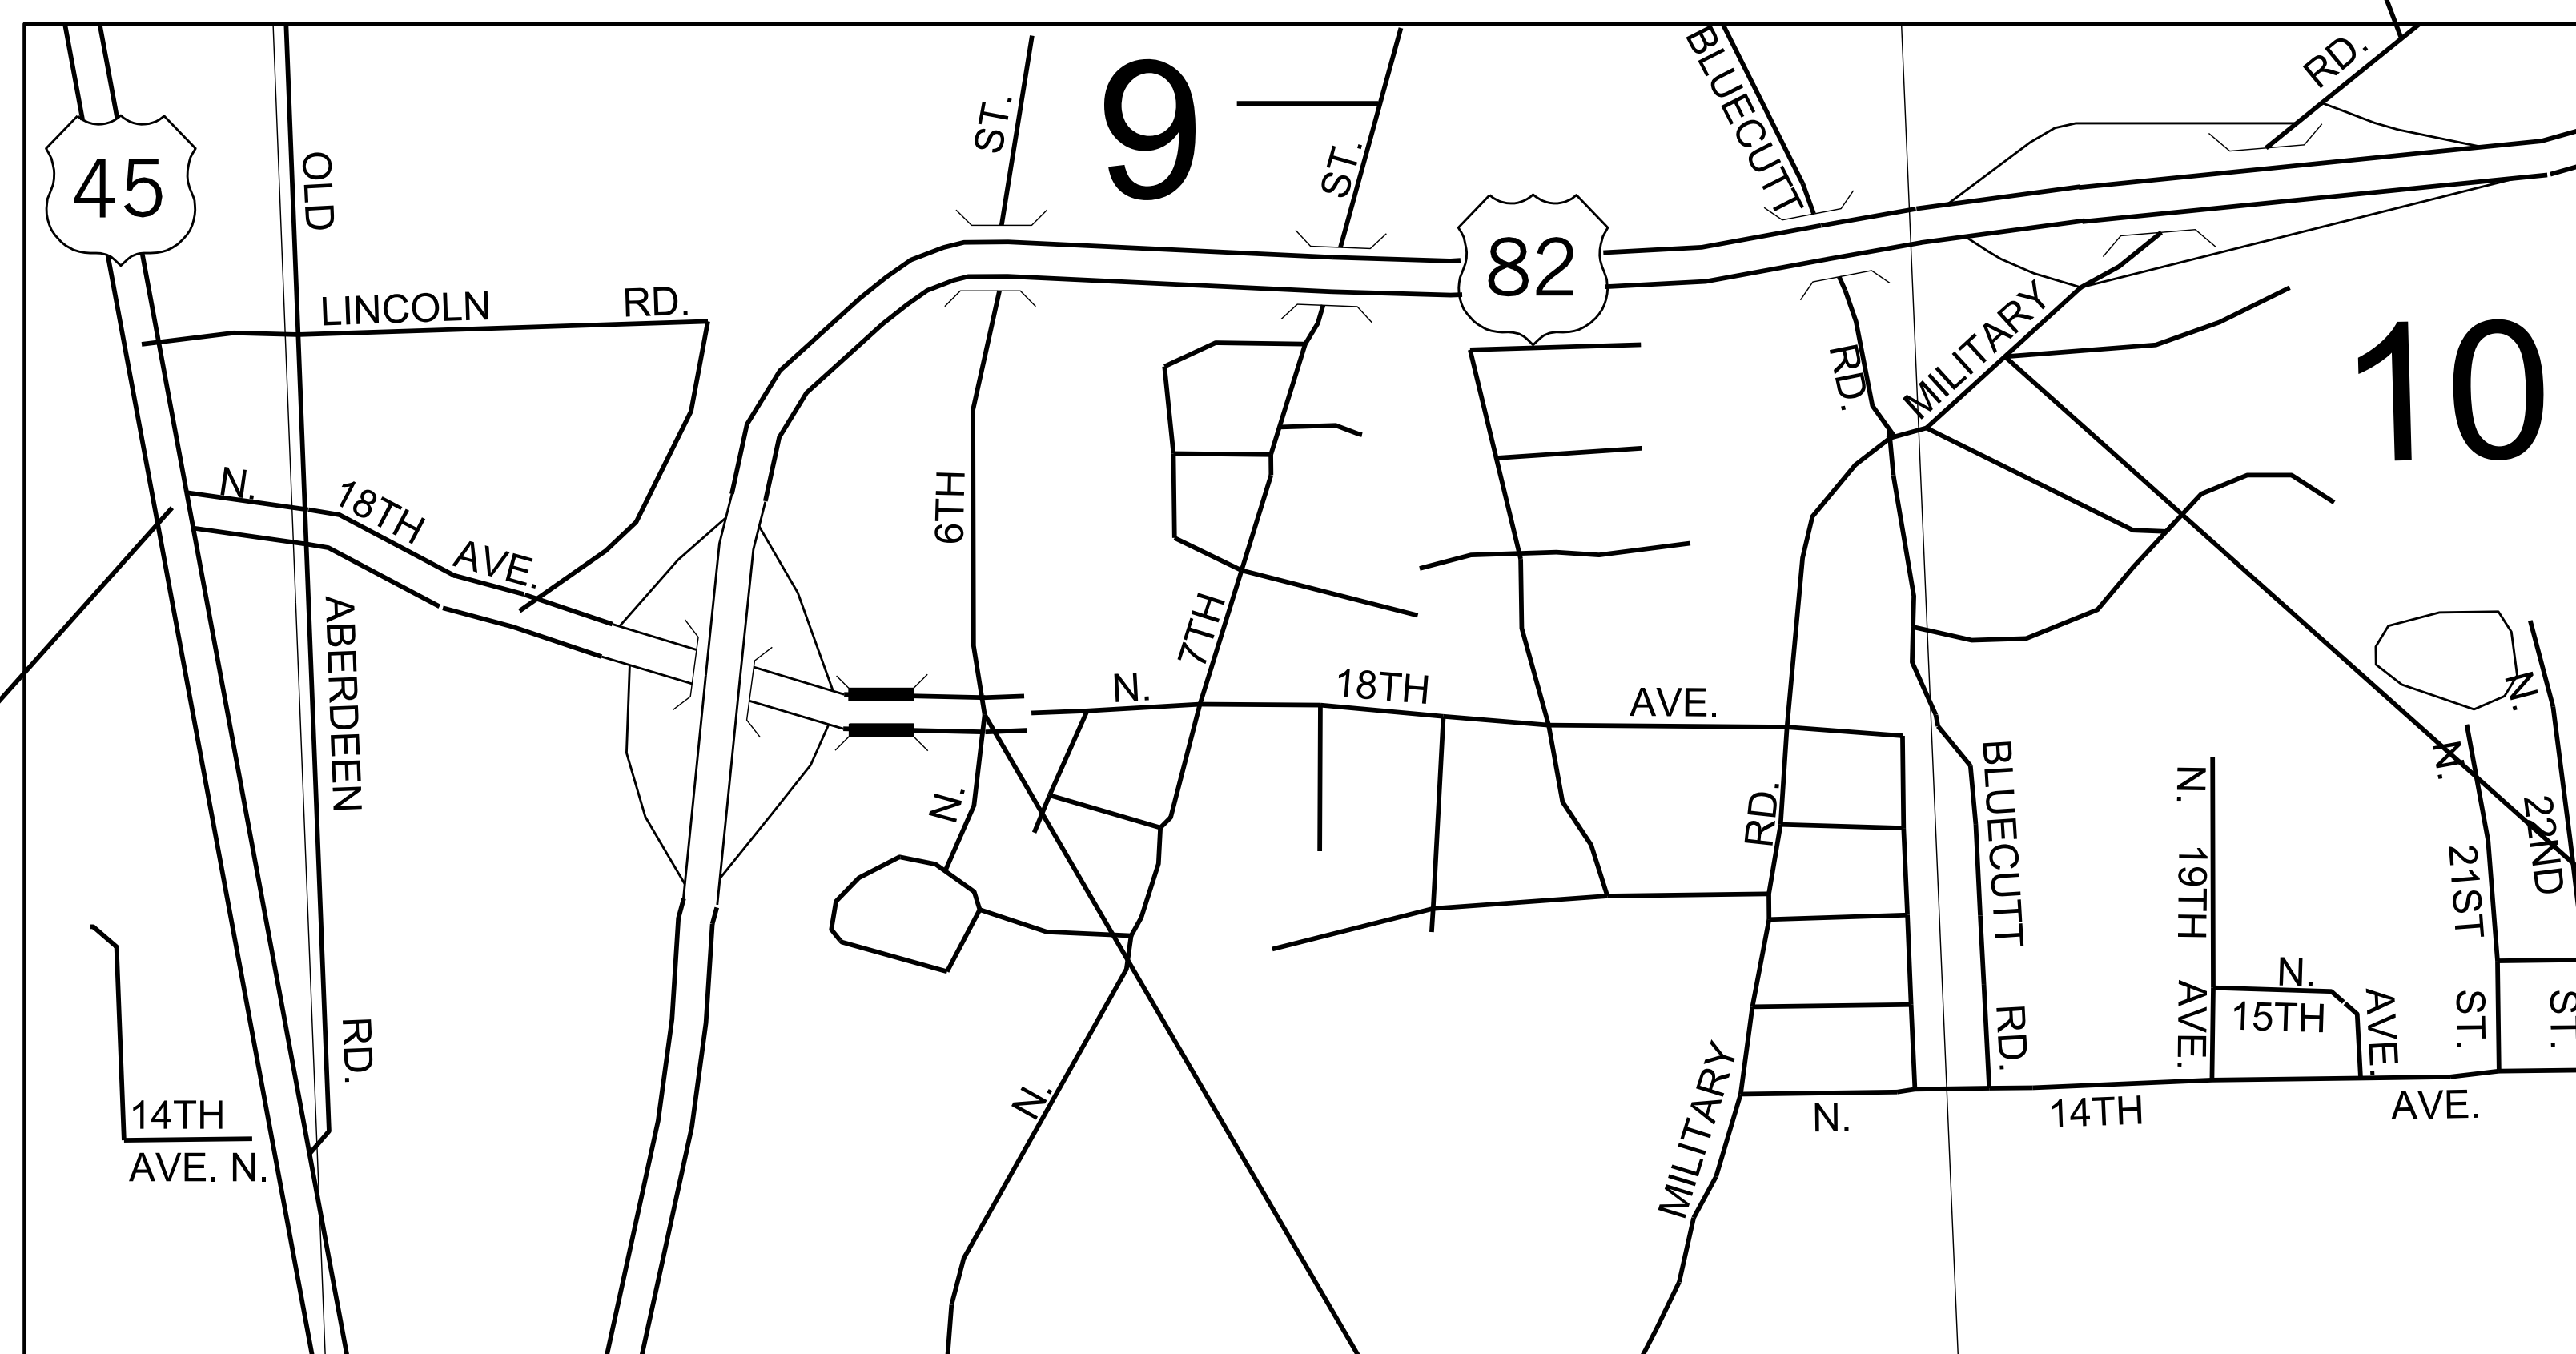 BLUECUTT
RD.
ST.
9
ST.
45
OLD
82
LINCOLN RD.
MILITARY
RD.
10
N. 18TH AVE.
6TH
7TH
ABERDEEN
N. 18TH AVE.
N.
N.
BLUECUTT
N.
N.
RD.
22ND
19TH
21ST
N.
15TH
AVE.
AVE.
ST.
ST.
RD.
RD.
N.
MILITARY
14TH
AVE. N.
N. 14TH AVE.